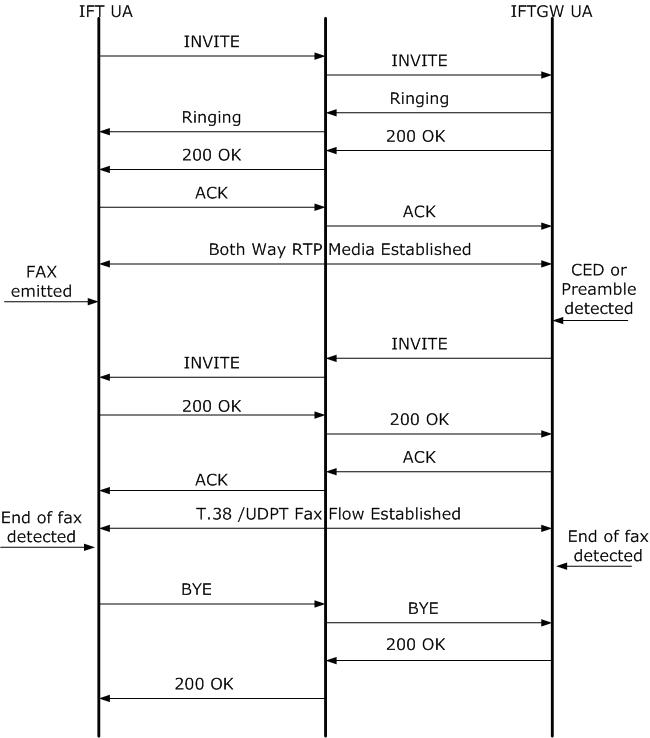 IFT UA
IFTGW UA
INVITE
INVITE
Ringing
Ringing
200 OK
200 OK
ACK
ACK
Both Way RTP Media Established
FAX
emitted
CED or
Preamble
detected
INVITE
INVITE
200 OK
200 OK
ACK
ACK
T.38 /UDPT Fax Flow Established
End of fax
detected
End of fax
detected
BYE
BYE
200 OK
200 OK